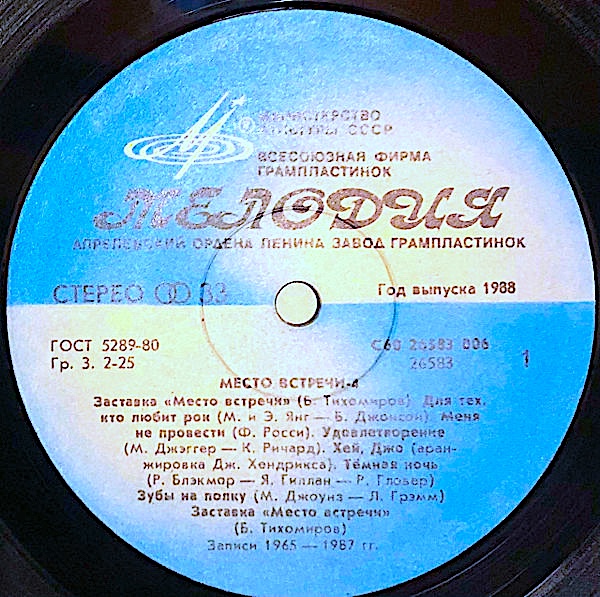 МИНИСТЕРСТВО
КУЛЬТУРЫ СССР
®
ВСЕСОЮЗНАЯ ФИРМА
ГРАМПЛАСТИНОК
МЕЛОДИЯ
АПРЕЛЕВСКИЙ ОРДЕНА ЛЕНИНА ЗАВОД ГРАМПЛАСТИНОК
СТЕРЕО 33
Год выпуска 1988
ГОСТ 5289-80
Гр. 3. 2-25
С60 26583 006
26583
1
МЕСТО ВСТРЕЧИ-4
Заставка «Место встречи» (Б. Тихомиров). Для тех,
кто любит рок (М. и Э. Янг — Б. Джонсон). Меня
не провести (Ф. Росси). Удовлетворение
(М. Джэггер — К. Ричард). Хей, Джо (аран-
жировка Дж. Хендрикса). Тёмная ночь
(Р. Блэкмор — Я. Гиллан — Р. Гловер)
Зубы на полку (М. Джоунз — Л. Грэмм)
Заставка «Место встречи»
(Б. Тихомиров)
Записи 1965 — 1987 гг.